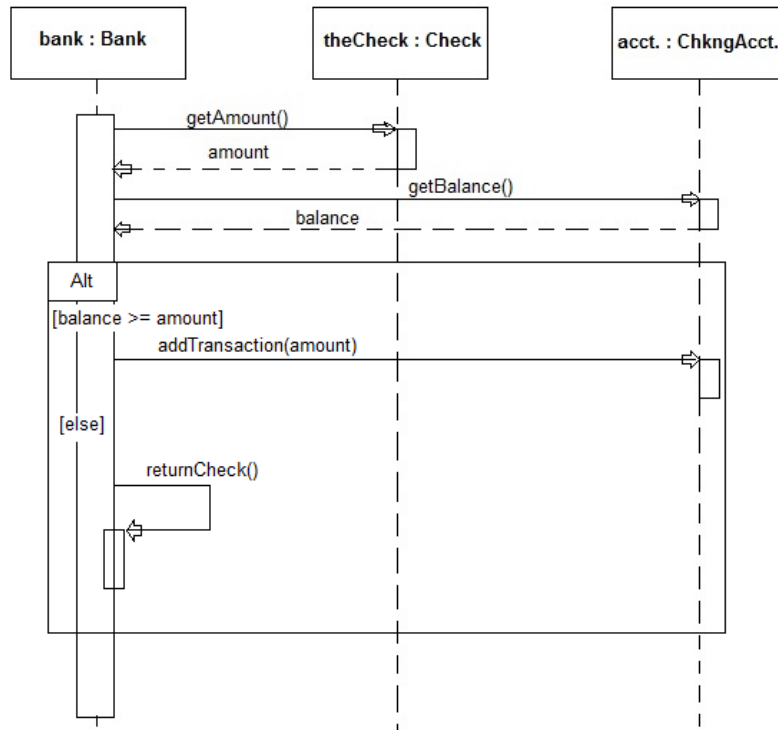 bank : Bank
theCheck : Check
acct. : ChkngAcct.
getAmount()
amount
getBalance()
balance
Alt
[balance >= amount]
addTransaction(amount)
[else]
returnCheck()